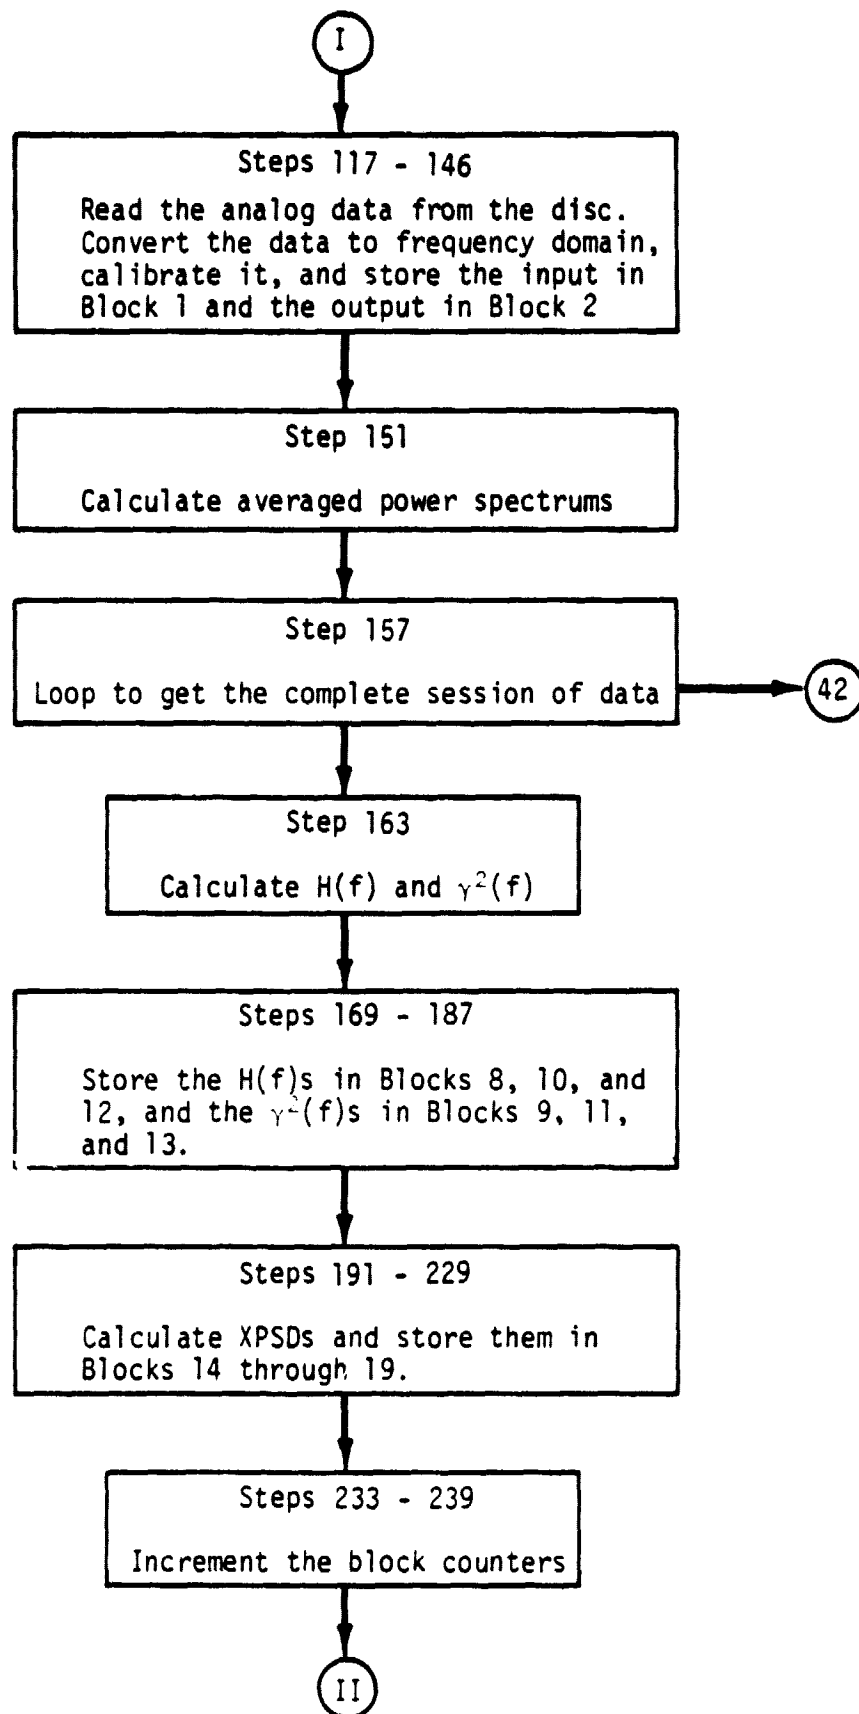 I
Steps 117 - 146
Read the analog data from the disc.
Convert the data to frequency domain,
calibrate it, and store the input in
Block 1 and the output in Block 2
Step 151
Calculate averaged power spectrums
Step 157
Loop to get the complete session of data
42
Step 163
Calculate H(f) and γ²(f)
Steps 169 - 187
Store the H(f)s in Blocks 8, 10, and
12, and the γ²(f)s in Blocks 9, 11,
and 13.
Steps 191 - 229
Calculate XPSDs and store them in
Blocks 14 through 19.
Steps 233 - 239
Increment the block counters
II